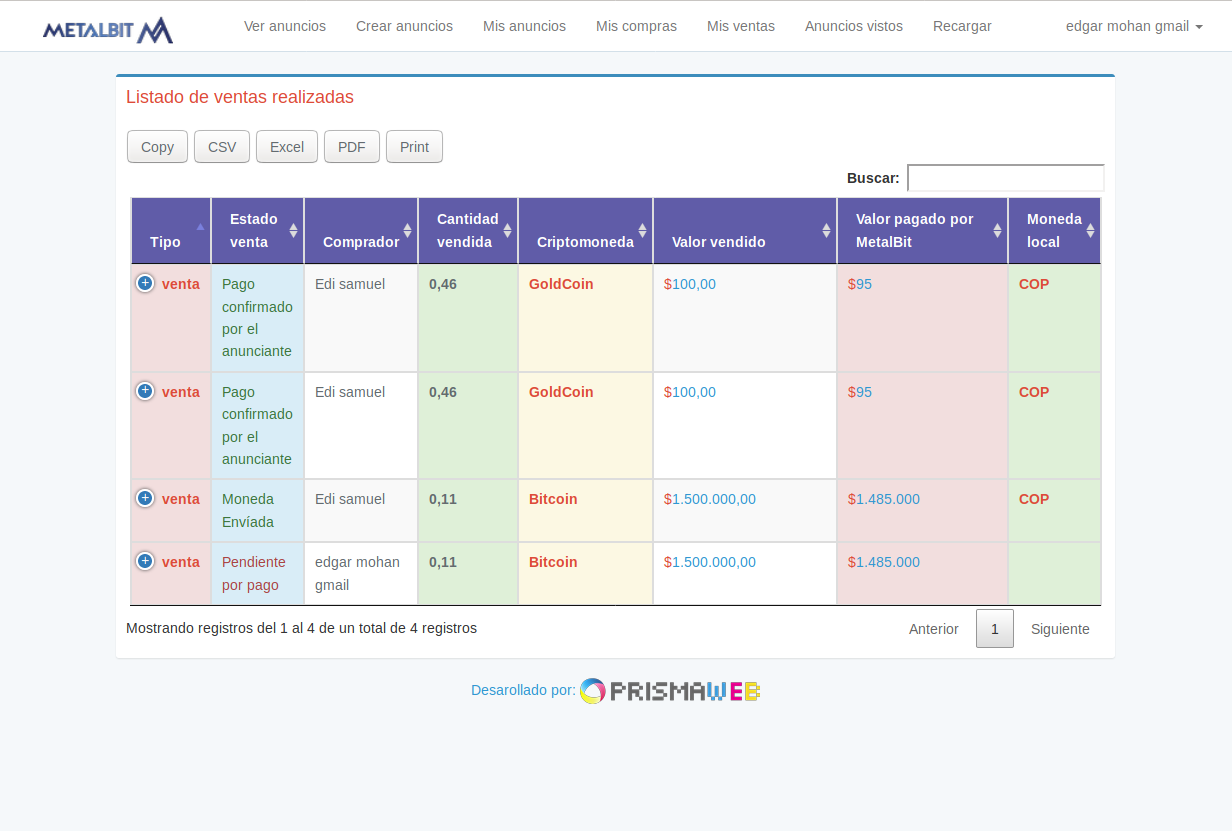 METALBIT Ver anuncios Crear anuncios Mis anuncios Mis compras Mis ventas Anuncios vistos Recargar edgar mohan gmail
Listado de ventas realizadas
Copy CSV Excel PDF Print
Buscar:
Tipo Estado venta Comprador Cantidad vendida Criptomoneda Valor vendido Valor pagado por MetalBit Moneda local
venta Pago confirmado por el anunciante Edi samuel 0,46 GoldCoin $100,00 $95 COP
venta Pago confirmado por el anunciante Edi samuel 0,46 GoldCoin $100,00 $95 COP
venta Moneda Envíada Edi samuel 0,11 Bitcoin $1.500.000,00 $1.485.000 COP
venta Pendiente por pago edgar mohan gmail 0,11 Bitcoin $1.500.000,00 $1.485.000
Mostrando registros del 1 al 4 de un total de 4 registros Anterior 1 Siguiente
Desarollado por: PRISMAWEB